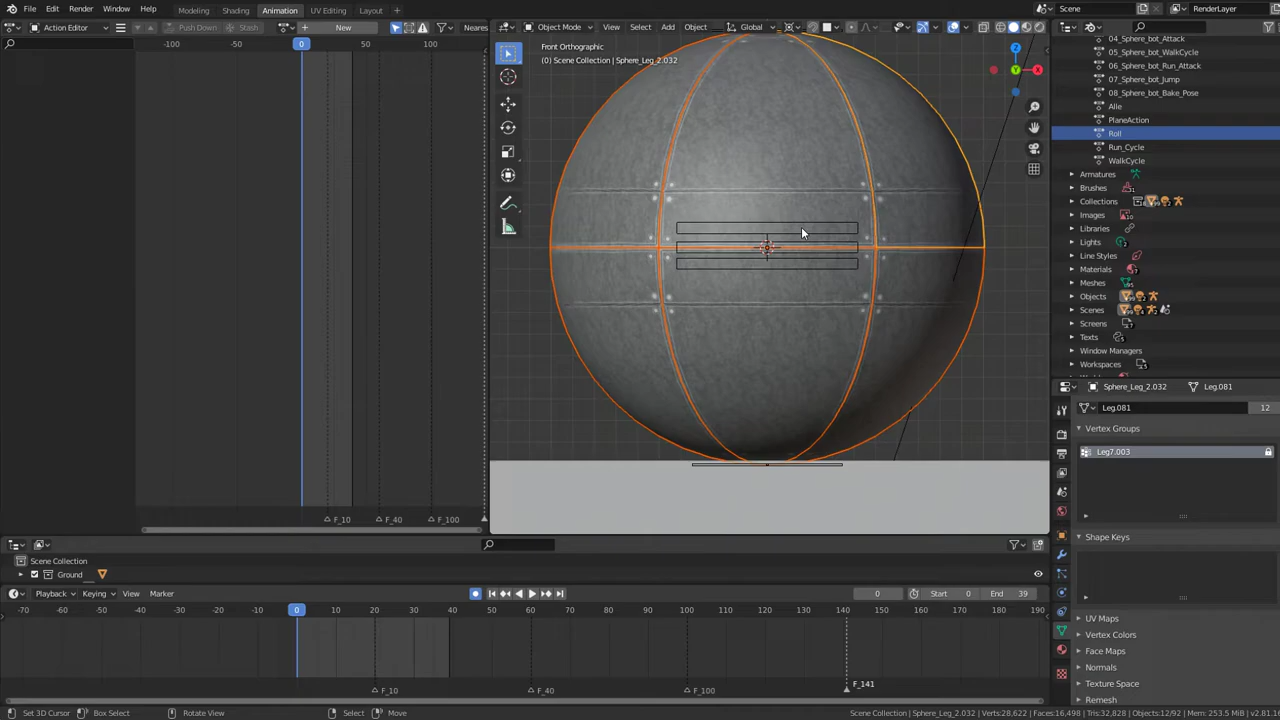 File Edit Render Window Help Modeling Shading Animation UV Editing Layout Scene RenderLayer
Action Editor Push Down Stash New Nearest Object Mode View Select Add Object Global
-100 -50 0 50 100
Front Orthographic
(0) Scene Collection | Sphere_Leg_2.032
X
Y
Z
04_Sphere_bot_Attack
05_Sphere_bot_WalkCycle
06_Sphere_bot_Run_Attack
07_Sphere_bot_Jump
08_Sphere_bot_Bake_Pose
Alle
PlaneAction
Roll
Run_Cycle
WalkCycle
Armatures
Brushes
Collections
Images
Libraries
Lights
Line Styles
Materials
Meshes
Objects
Scenes
Screens
Texts
Window Managers
Workspaces
Sphere_Leg_2.032 Leg.081
Leg.081 12
Vertex Groups
Leg7.003
Shape Keys
UV Maps
Vertex Colors
Face Maps
Normals
Texture Space
Remesh
F_10 F_40 F_100
Scene Collection
Ground
Playback Keying View Marker 0 Start 0 End 39
-70 -60 -50 -40 -30 -20 -10 0 10 20 30 40 50 60 70 80 90 100 110 120 130 140 150 160 170 180 190
F_10 F_40 F_100 F_141
Set 3D Cursor Box Select Rotate View Select Move Scene Collection | Sphere_Leg_2.032 | Verts:28,622 | Faces:16,498 | Tris:32,828 | Objects:12/92 | Mem: 253.5 MiB | v2.81.16